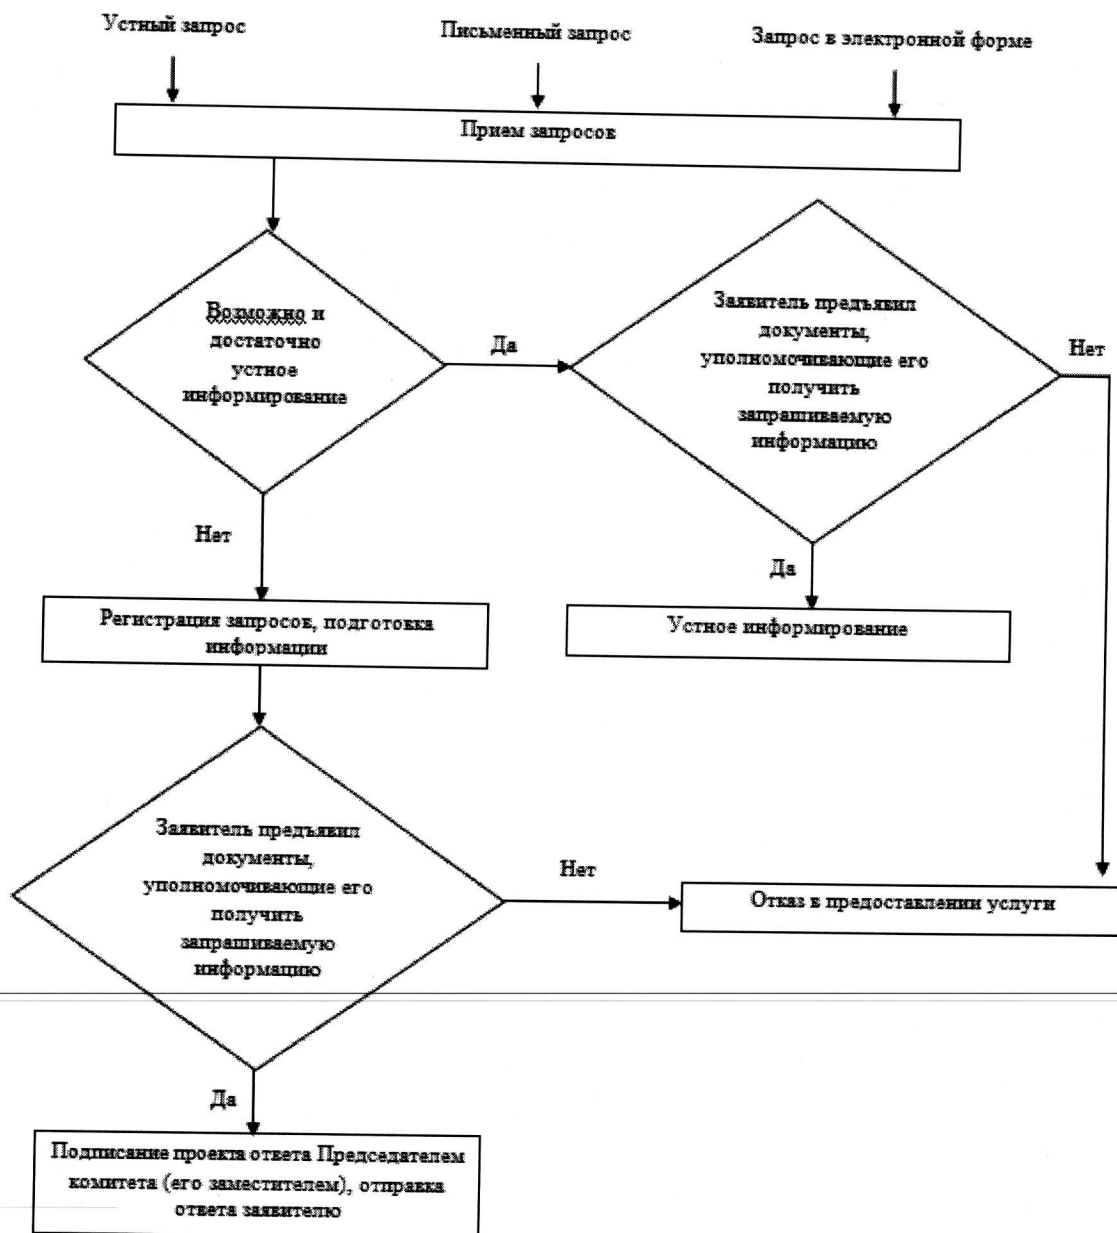 Устный запрос
Письменный запрос
Запрос в электронной форме
Прием запросов
Возможно и
достаточно
устное
информирование
Да
Заявитель предъявил
документы,
уполномочивающие его
получить
запрашиваемую
информацию
Нет
Нет
Да
Регистрация запросов, подготовка
информации
Устное информирование
Заявитель предъявил
документы,
уполномочивающие его
получить
запрашиваемую
информацию
Нет
Отказ в предоставлении услуги
Да
Подписание проекта ответа Председателем
комитета (его заместителем), отправка
ответа заявителю